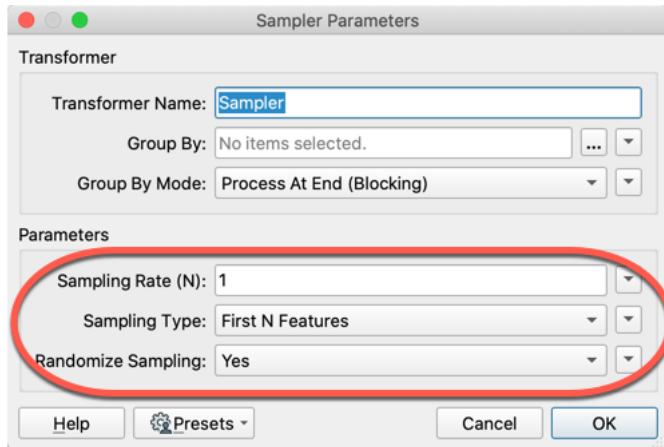 Sampler Parameters
Transformer
Transformer Name: Sampler
Group By: No items selected. ...
Group By Mode: Process At End (Blocking)
Parameters
Sampling Rate (N): 1
Sampling Type: First N Features
Randomize Sampling: Yes
Help Presets Cancel OK